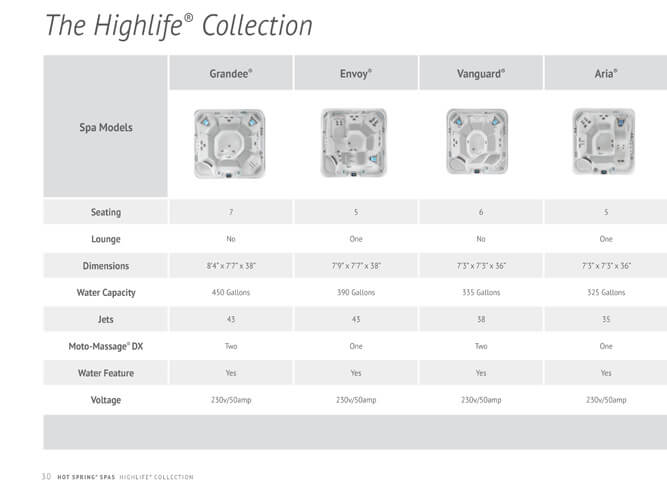 The Highlife® Collection
Grandee® Envoy® Vanguard® Aria®
Spa Models
Seating 7 5 6 5
Lounge No One No One
Dimensions 8'4" x 7'7" x 38" 7'9" x 7'7" x 38" 7'3" x 7'3" x 36" 7'3" x 7'3" x 36"
Water Capacity 450 Gallons 390 Gallons 335 Gallons 325 Gallons
Jets 43 43 38 35
Moto-Massage® DX Two One Two One
Water Feature Yes Yes Yes Yes
Voltage 230v/50amp 230v/50amp 230v/50amp 230v/50amp
30 HOT SPRING® SPAS HIGHLIFE® COLLECTION